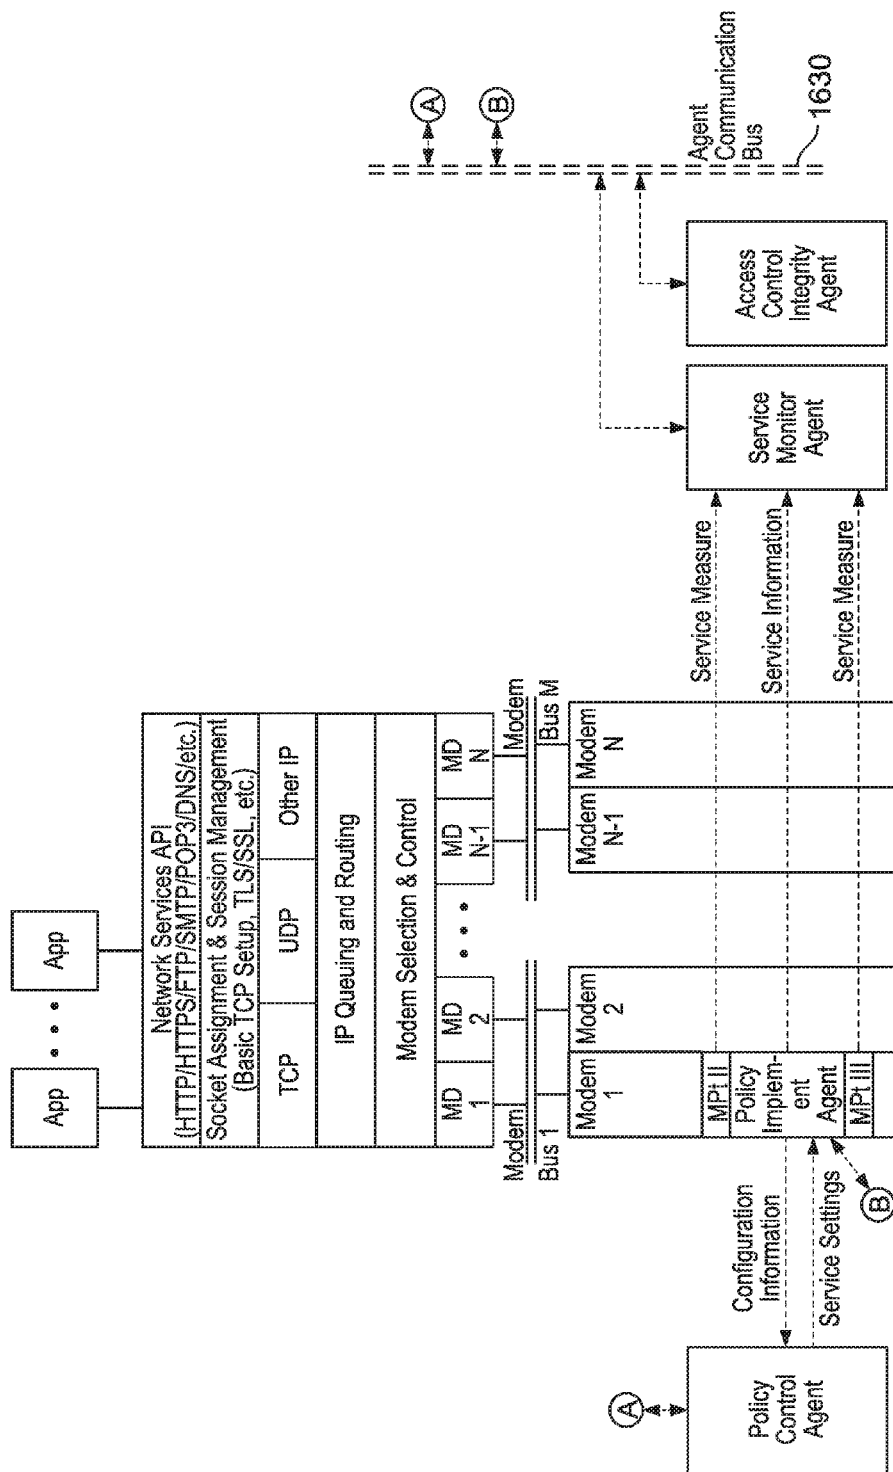 App
App
Network Services API
(HTTP/HTTPS/FTP/SMTP/POP3/DNS/etc.)
Socket Assignment & Session Management
(Basic TCP Setup, TLS/SSL, etc.)
TCP
UDP
Other IP
IP Queuing and Routing
Modem Selection & Control
MD
1
MD
2
MD
N-1
MD
N
Modem
Bus 1
Modem
Bus M
Modem
1
Modem
2
Modem
N-1
Modem
N
MPt II
Policy
Implem-
ent
Agent
MPt III
Policy
Control
Agent
A
Configuration
Information
Service Settings
B
Service Measure
Service Information
Service Measure
Service
Monitor
Agent
Access
Control
Integrity
Agent
A
B
Agent
Communication
Bus
1630